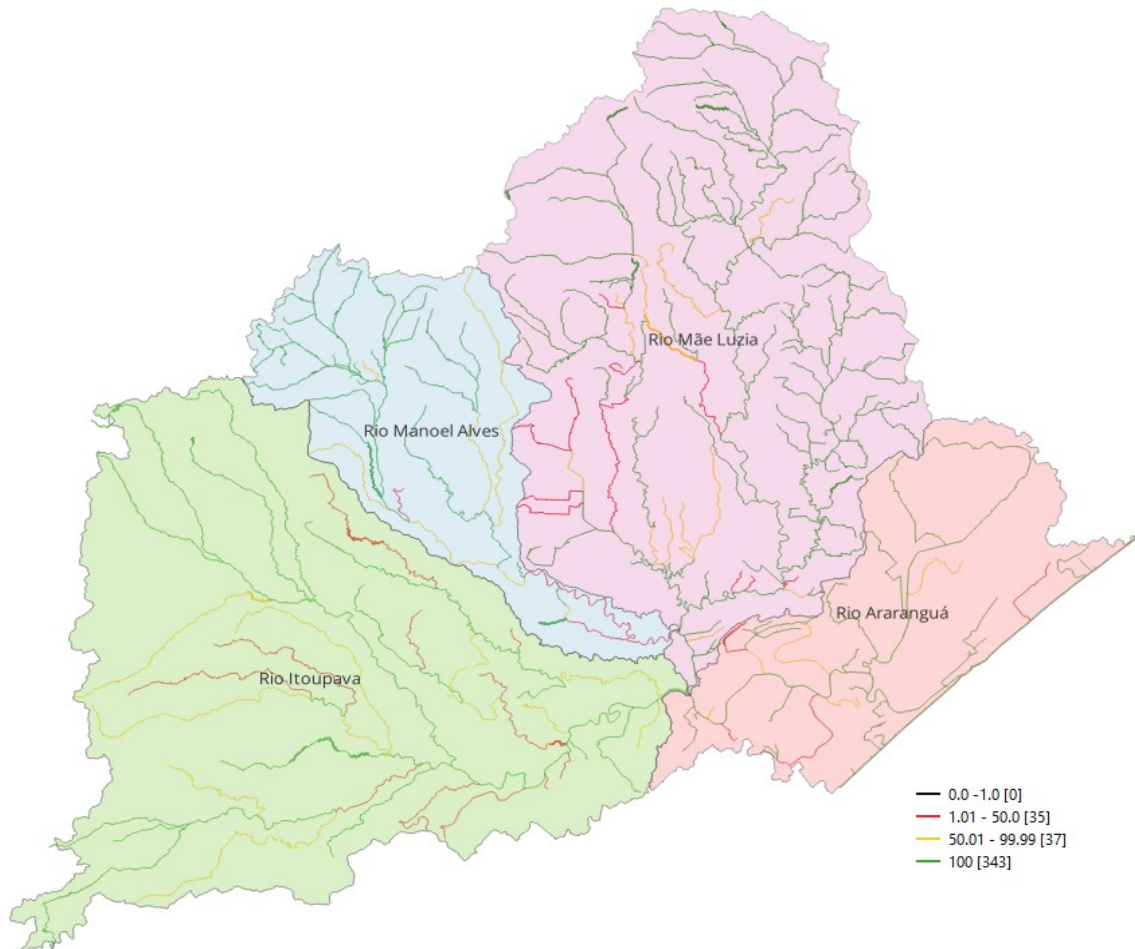 Rio Mãe Luzia
Rio Manoel Alves
Rio Araranguá
Rio Itoupava
0.0 -1.0 [0]
1.01 - 50.0 [35]
50.01 - 99.99 [37]
100 [343]